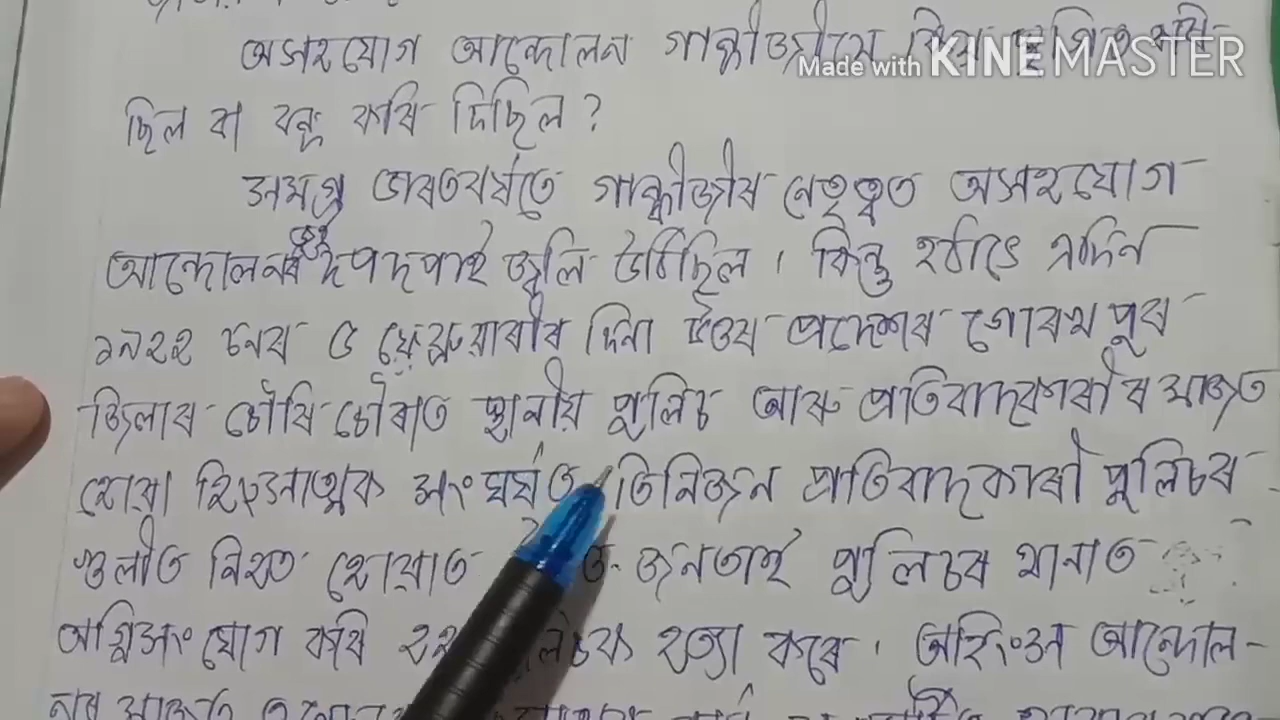 অসহযোগ আন্দোলন গান্ধীজীয়ে কিয়
Made with KINEMASTER
ছিল বা বন্ধ কৰি দিছিল?
সমগ্ৰ ভাৰতবৰ্ষতে গান্ধীজীৰ নেতৃত্বত অসহযোগ
আন্দোলনৰ দপদপাই জ্বলি উঠিছিল। কিন্তু হঠাৎে এদিন
১৯২২ চনৰ ৫ ফেব্ৰুৱাৰীৰ দিনা উত্তৰ প্ৰদেশৰ গোৰখপুৰ
জিলাৰ চৌৰি চৌৰাত স্থানীয় পুলিচ আৰু প্ৰতিবাদকাৰীৰ মাজত
হোৱা হিংসাত্মক সংঘৰ্ষত তিনিজন প্ৰতিবাদকাৰী পুলিচৰ
গুলীত নিহত হোৱাত জনতাই পুলিচৰ থানাত
অগ্নিসংযোগ কৰি হত্যা কৰে। অহিংস আন্দোল-
নৰ মাজত